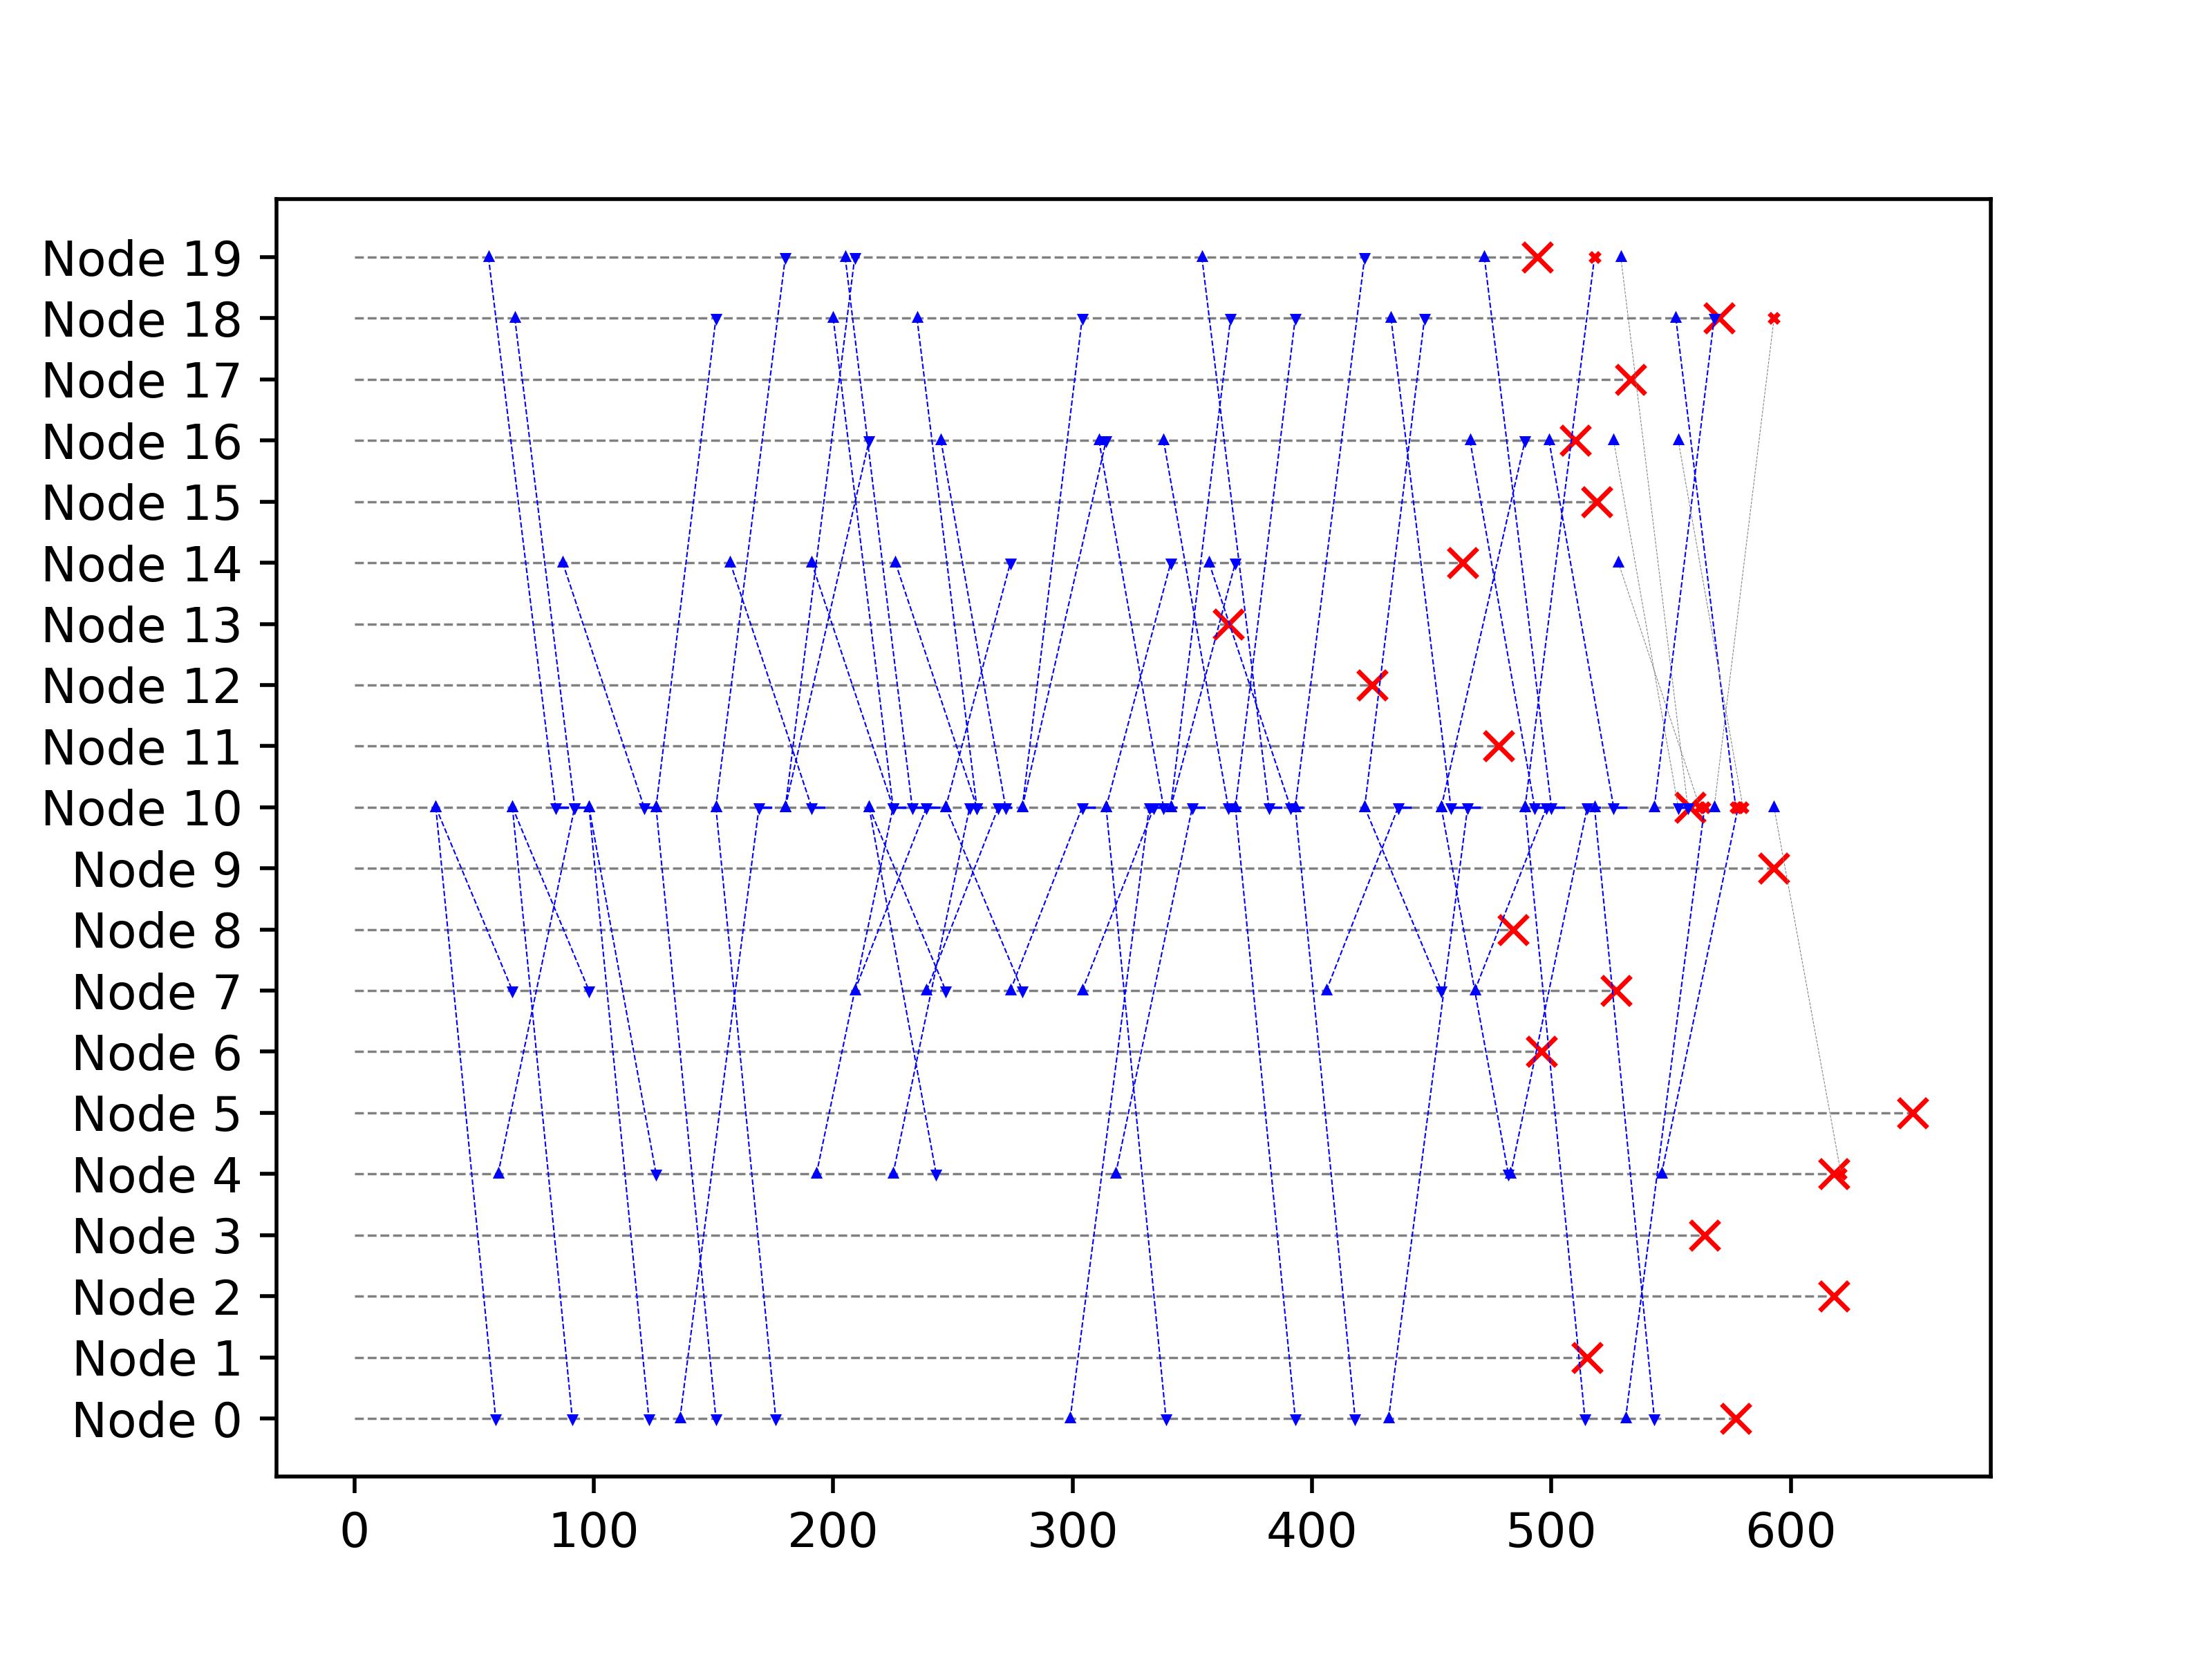 Node 19
Node 18
Node 17
Node 16
Node 15
Node 14
Node 13
Node 12
Node 11
Node 10
Node 9
Node 8
Node 7
Node 6
Node 5
Node 4
Node 3
Node 2
Node 1
Node 0
0 100 200 300 400 500 600